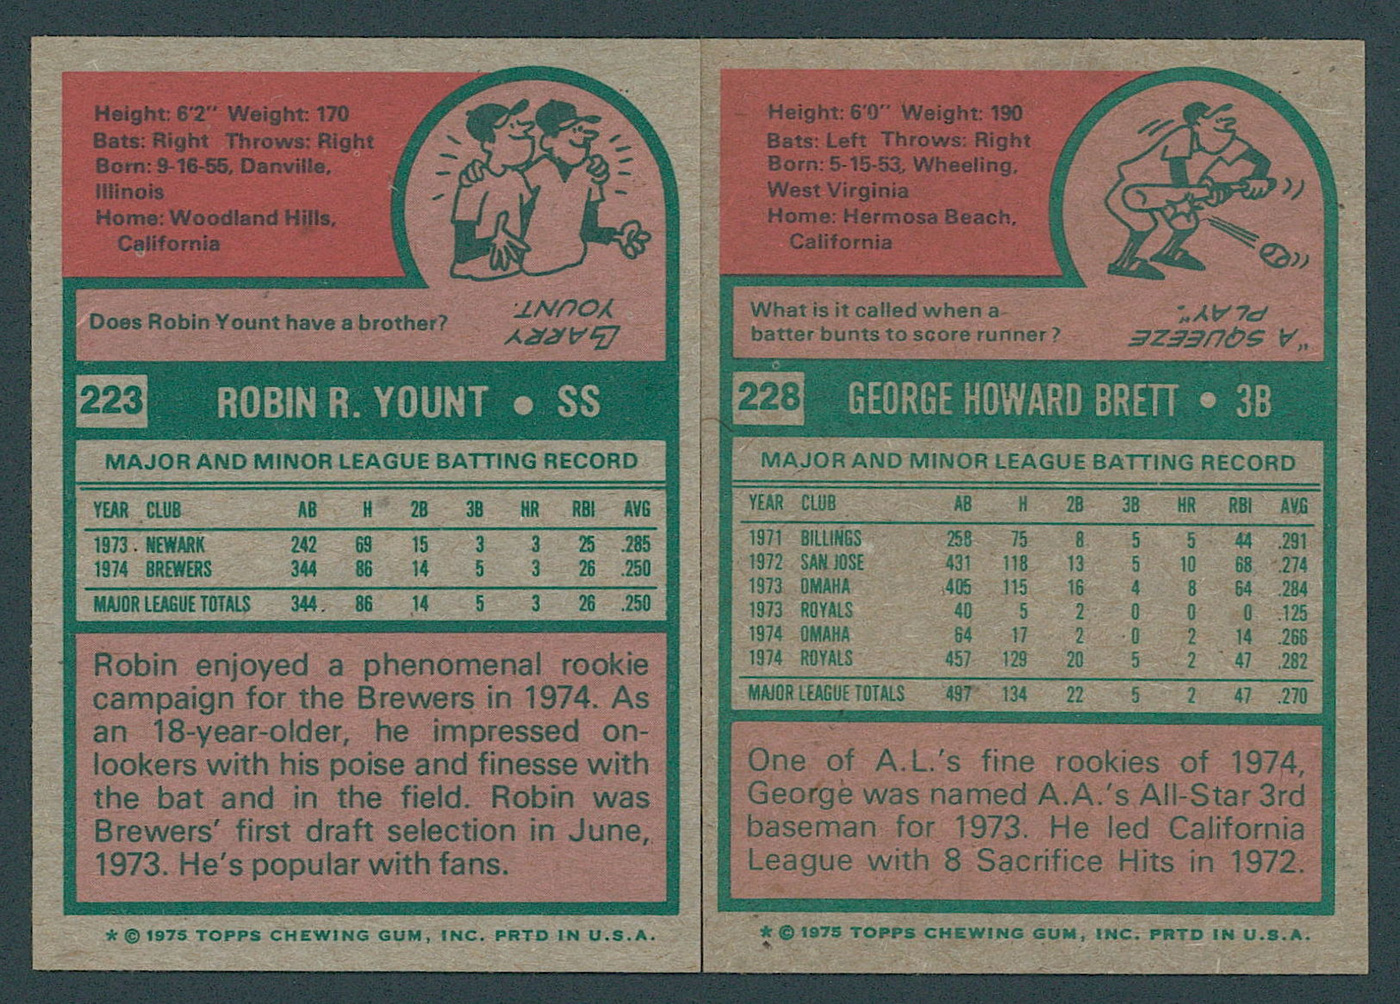 Height: 6'2" Weight: 170
Bats: Right Throws: Right
Born: 9-16-55, Danville,
Illinois
Home: Woodland Hills,
California
Does Robin Yount have a brother?
LARRY
YOUNT.
223 ROBIN R. YOUNT • SS
MAJOR AND MINOR LEAGUE BATTING RECORD
YEAR CLUB AB H 2B 3B HR RBI AVG
1973 NEWARK 242 69 15 3 3 25 .285
1974 BREWERS 344 86 14 5 3 26 .250
MAJOR LEAGUE TOTALS 344 86 14 5 3 26 .250
Robin enjoyed a phenomenal rookie
campaign for the Brewers in 1974. As
an 18-year-older, he impressed on-
lookers with his poise and finesse with
the bat and in the field. Robin was
Brewers' first draft selection in June,
1973. He's popular with fans.
* © 1975 TOPPS CHEWING GUM, INC. PRTD IN U.S.A.
Height: 6'0" Weight: 190
Bats: Left Throws: Right
Born: 5-15-53, Wheeling,
West Virginia
Home: Hermosa Beach,
California
What is it called when a
batter bunts to score runner?
"A SQUEEZE
PLAY".
228 GEORGE HOWARD BRETT • 3B
MAJOR AND MINOR LEAGUE BATTING RECORD
YEAR CLUB AB H 2B 3B HR RBI AVG
1971 BILLINGS 258 75 8 5 5 44 .291
1972 SAN JOSE 431 118 13 5 10 68 .274
1973 OMAHA 405 115 16 4 8 64 .284
1973 ROYALS 40 5 2 0 0 0 .125
1974 OMAHA 64 17 2 0 2 14 .266
1974 ROYALS 457 129 20 5 2 47 .282
MAJOR LEAGUE TOTALS 497 134 22 5 2 47 .270
One of A.L.'s fine rookies of 1974,
George was named A.A.'s All-Star 3rd
baseman for 1973. He led California
League with 8 Sacrifice Hits in 1972.
* © 1975 TOPPS CHEWING GUM, INC. PRTD IN U.S.A.